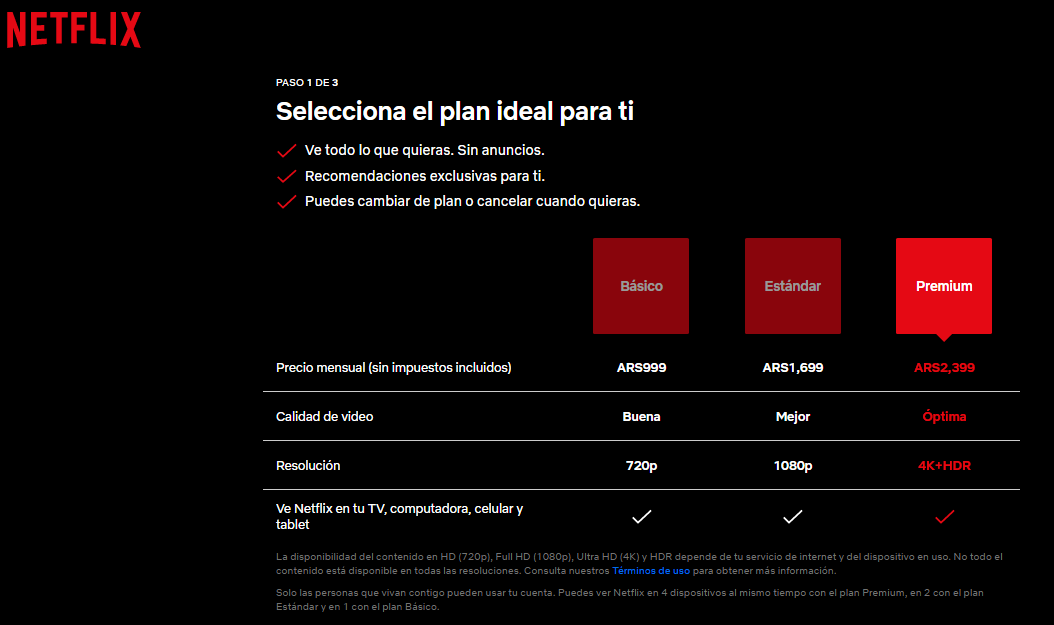 NETFLIX
PASO 1 DE 3
Selecciona el plan ideal para ti
Ve todo lo que quieras. Sin anuncios.
Recomendaciones exclusivas para ti.
Puedes cambiar de plan o cancelar cuando quieras.
Básico Estándar Premium
Precio mensual (sin impuestos incluidos) ARS999 ARS1,699 ARS2,399
Calidad de video Buena Mejor Óptima
Resolución 720p 1080p 4K+HDR
Ve Netflix en tu TV, computadora, celular y
tablet
La disponibilidad del contenido en HD (720p), Full HD (1080p), Ultra HD (4K) y HDR depende de tu servicio de internet y del dispositivo en uso. No todo el
contenido está disponible en todas las resoluciones. Consulta nuestros Términos de uso para obtener más información.
Solo las personas que vivan contigo pueden usar tu cuenta. Puedes ver Netflix en 4 dispositivos al mismo tiempo con el plan Premium, en 2 con el plan
Estándar y en 1 con el plan Básico.